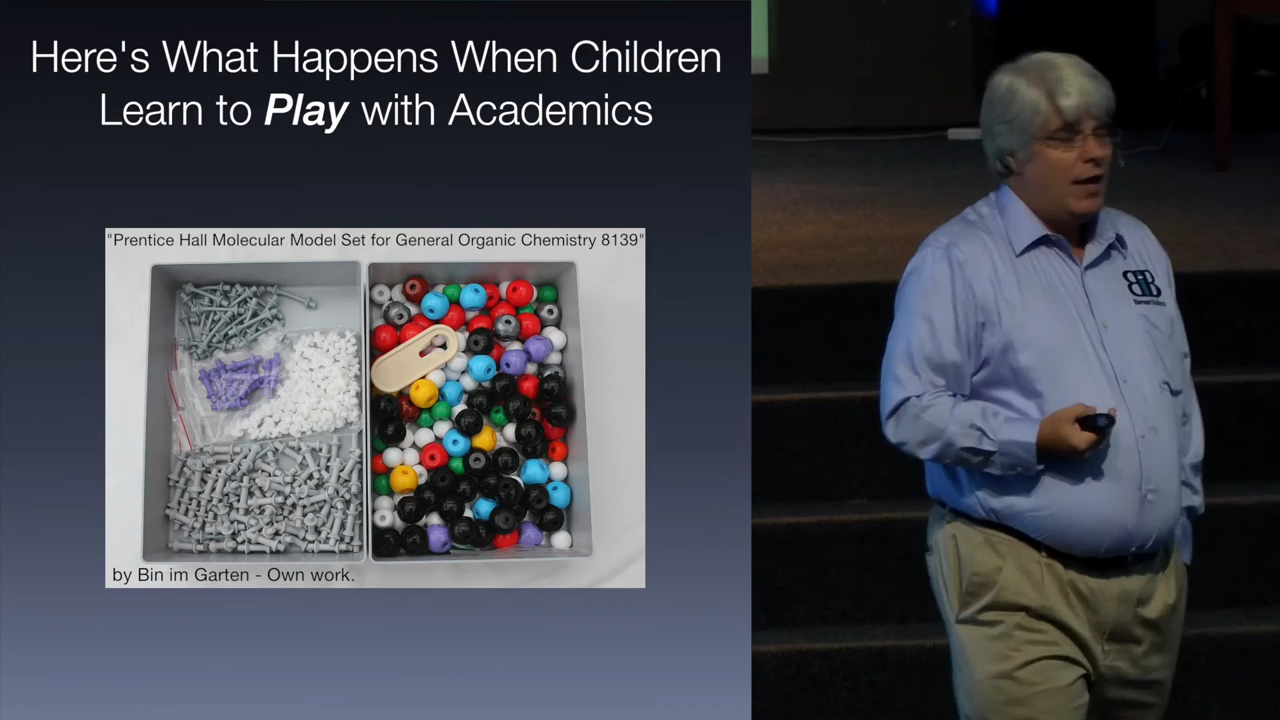 Here's What Happens When Children
Learn to Play with Academics
"Prentice Hall Molecular Model Set for General Organic Chemistry 8139"
by Bin im Garten - Own work.